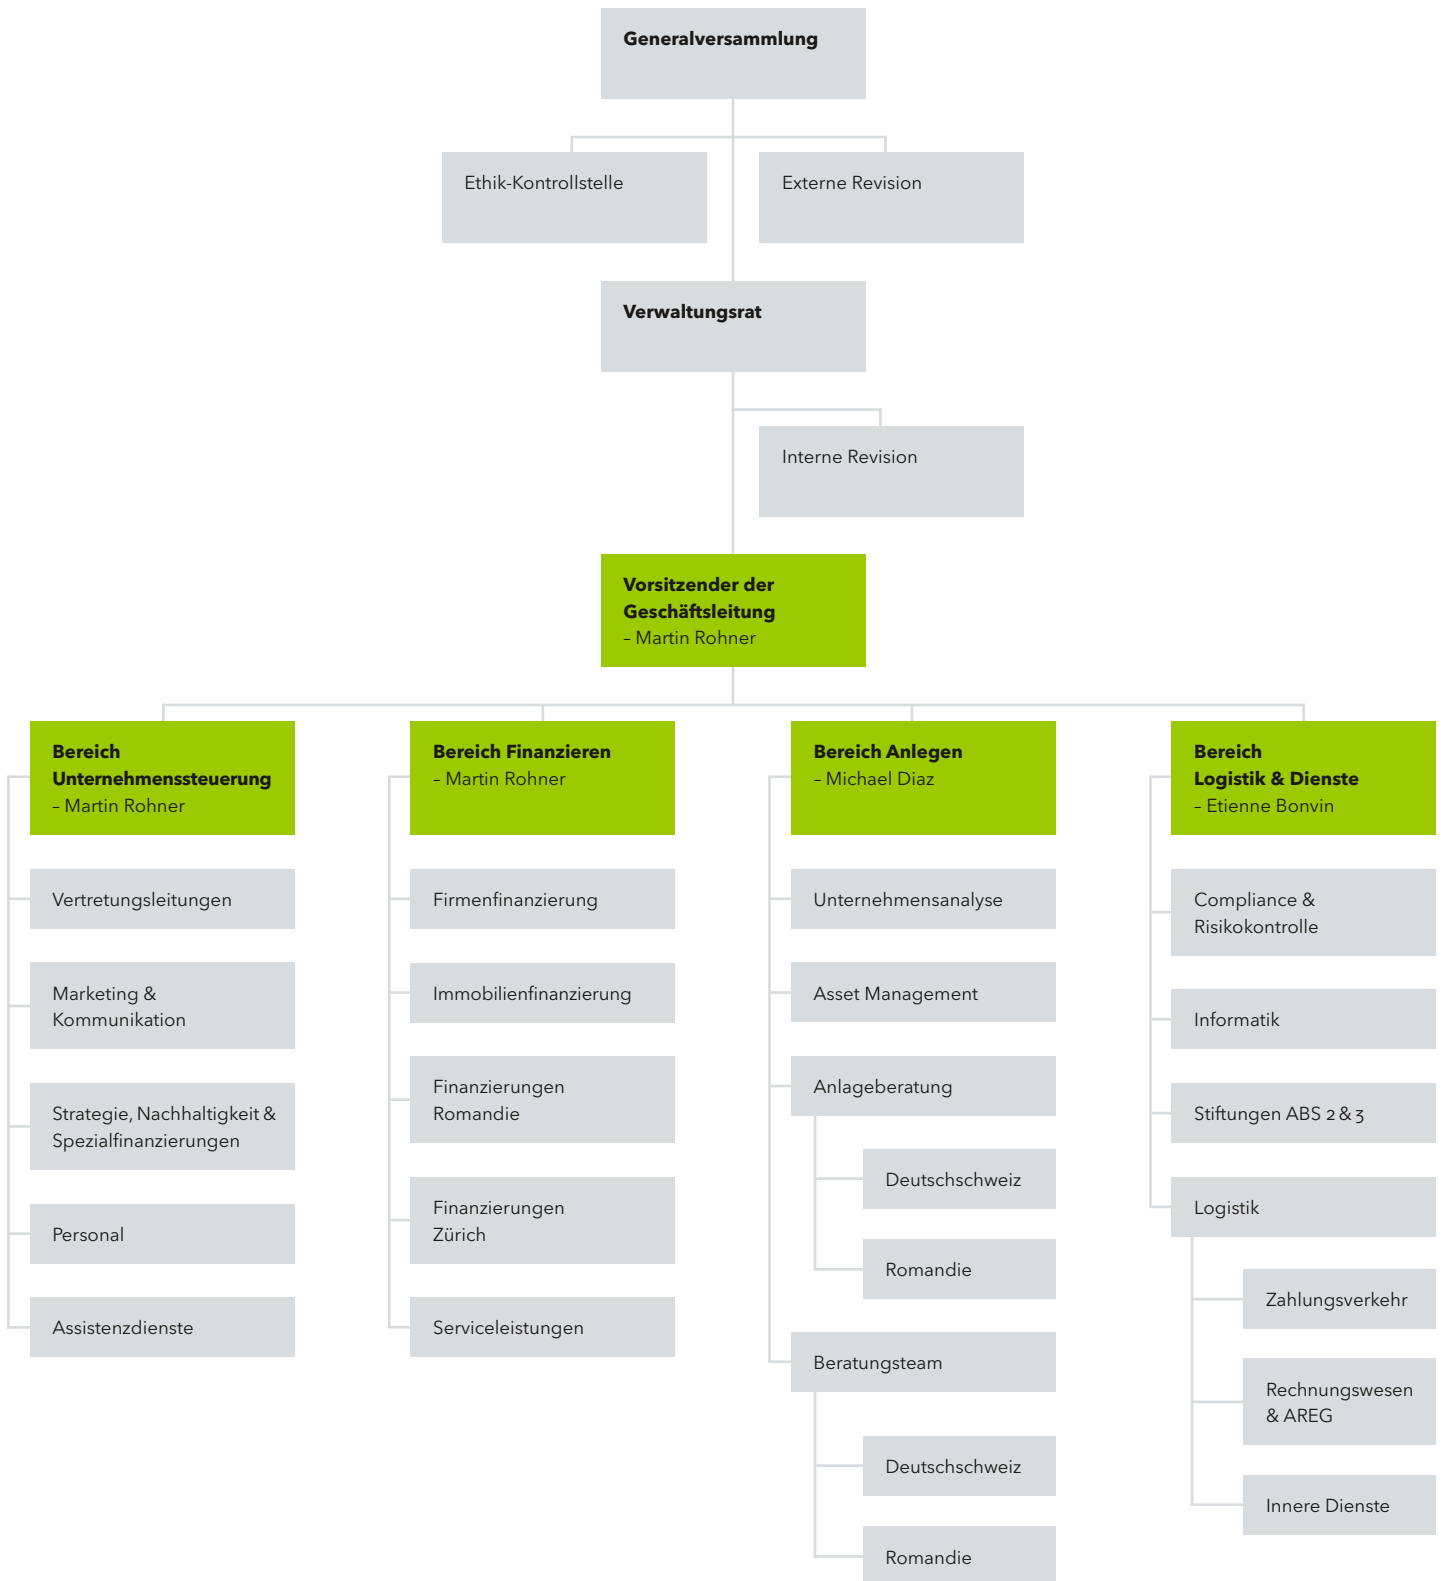 Generalversammlung
Ethik-Kontrollstelle
Externe Revision
Verwaltungsrat
Interne Revision
Vorsitzender der
Geschäftsleitung
– Martin Rohner
Bereich
Unternehmenssteuerung
– Martin Rohner
Vertretungsleitungen
Marketing &
Kommunikation
Strategie, Nachhaltigkeit &
Spezialfinanzierungen
Personal
Assistenzdienste
Bereich Finanzieren
– Martin Rohner
Firmenfinanzierung
Immobilienfinanzierung
Finanzierungen
Romandie
Finanzierungen
Zürich
Serviceleistungen
Bereich Anlegen
– Michael Diaz
Unternehmensanalyse
Asset Management
Anlageberatung
Deutschschweiz
Romandie
Beratungsteam
Deutschschweiz
Romandie
Bereich
Logistik & Dienste
– Etienne Bonvin
Compliance &
Risikokontrolle
Informatik
Stiftungen ABS 2 & 3
Logistik
Zahlungsverkehr
Rechnungswesen
& AREG
Innere Dienste